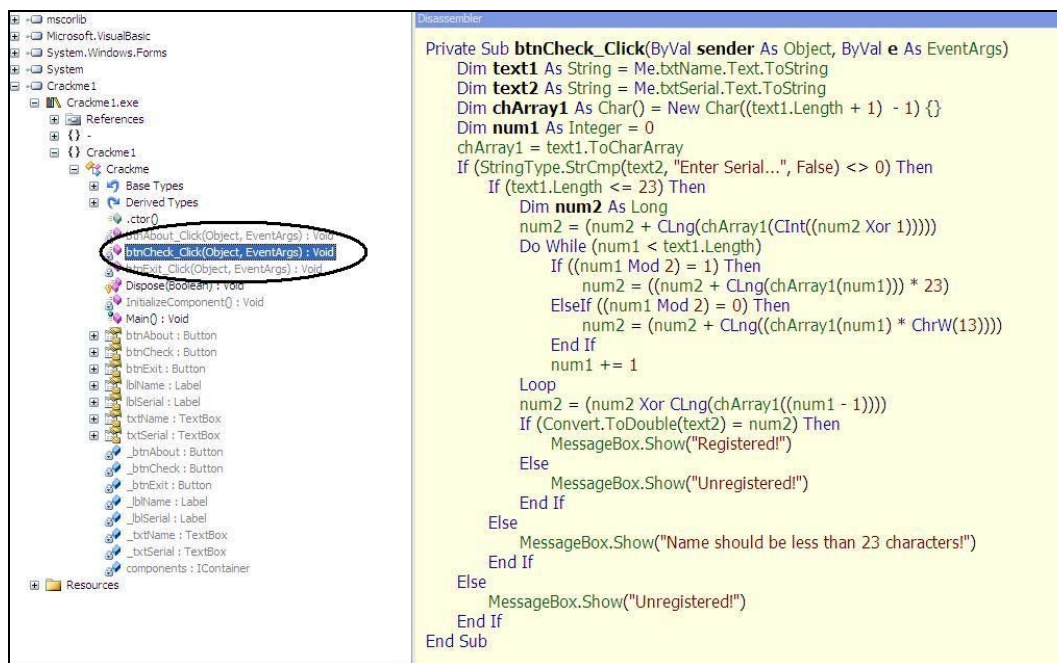 mscorlib
Microsoft.VisualBasic
System.Windows.Forms
System
Crackme1
Crackme1.exe
References
{} -
{} Crackme1
Crackme
Base Types
Derived Types
.ctor()
btnAbout_Click(Object, EventArgs) : Void
btnCheck_Click(Object, EventArgs) : Void
btnExit_Click(Object, EventArgs) : Void
Dispose(Boolean) : Void
InitializeComponent() : Void
Main() : Void
btnAbout : Button
btnCheck : Button
btnExit : Button
lblName : Label
lblSerial : Label
txtName : TextBox
txtSerial : TextBox
_btnAbout : Button
_btnCheck : Button
_btnExit : Button
_lblName : Label
_lblSerial : Label
_txtName : TextBox
_txtSerial : TextBox
components : IContainer
Resources
Disassembler
Private Sub btnCheck_Click(ByVal sender As Object, ByVal e As EventArgs)
Dim text1 As String = Me.txtName.Text.ToString
Dim text2 As String = Me.txtSerial.Text.ToString
Dim chArray1 As Char() = New Char((text1.Length + 1) - 1) {}
Dim num1 As Integer = 0
chArray1 = text1.ToCharArray
If (StringType.StrCmp(text2, "Enter Serial...", False) <> 0) Then
If (text1.Length <= 23) Then
Dim num2 As Long
num2 = (num2 + CLng(chArray1(CInt((num2 Xor 1)))))
Do While (num1 < text1.Length)
If ((num1 Mod 2) = 1) Then
num2 = ((num2 + CLng(chArray1(num1))) * 23)
ElseIf ((num1 Mod 2) = 0) Then
num2 = (num2 + CLng((chArray1(num1) * ChrW(13))))
End If
num1 += 1
Loop
num2 = (num2 Xor CLng(chArray1((num1 - 1))))
If (Convert.ToDouble(text2) = num2) Then
MessageBox.Show("Registered!")
Else
MessageBox.Show("Unregistered!")
End If
Else
MessageBox.Show("Name should be less than 23 characters!")
End If
Else
MessageBox.Show("Unregistered!")
End If
End Sub